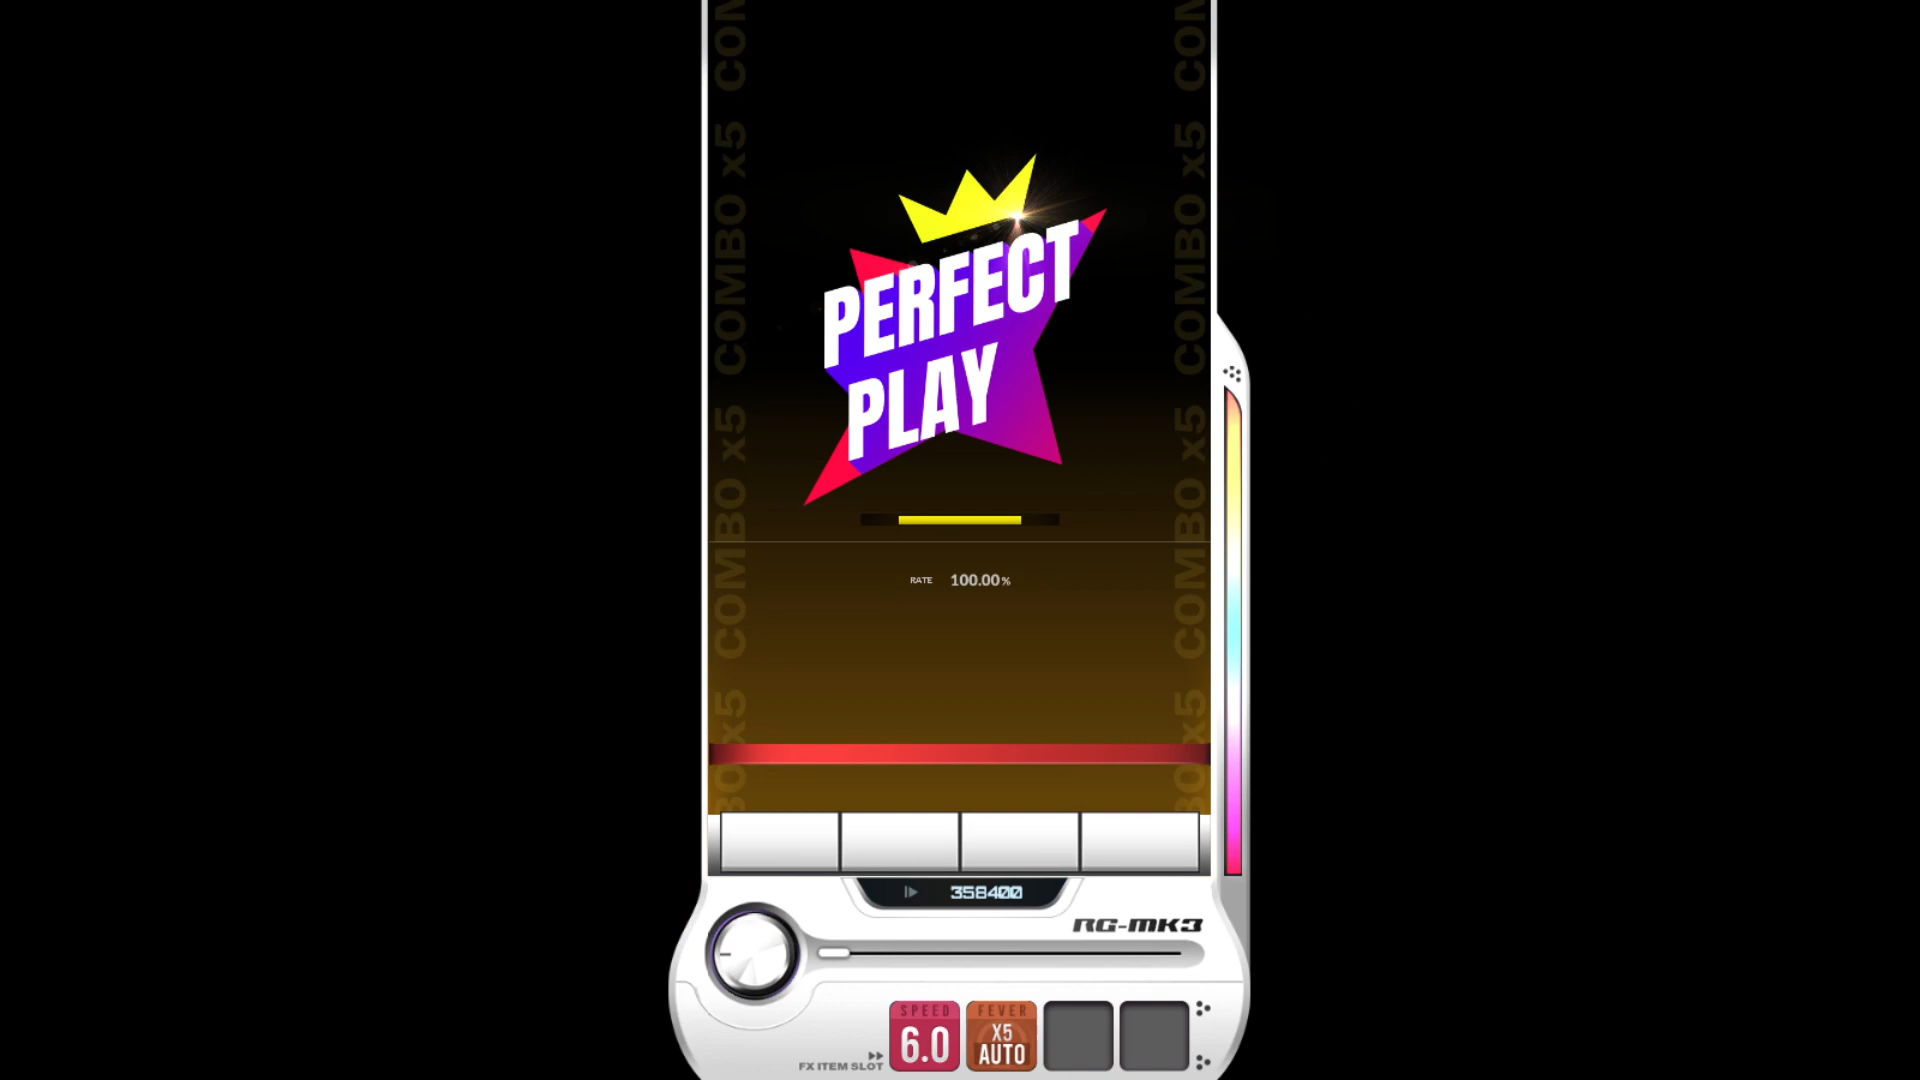 COMBO x5 COMBO x5 COMBO x5
COMBO x5 COMBO x5 COMBO x5
PERFECT
PLAY
RATE 100.00%
358400
RG-MK3
SPEED
6.0
FEVER
X5
AUTO
FX ITEM SLOT